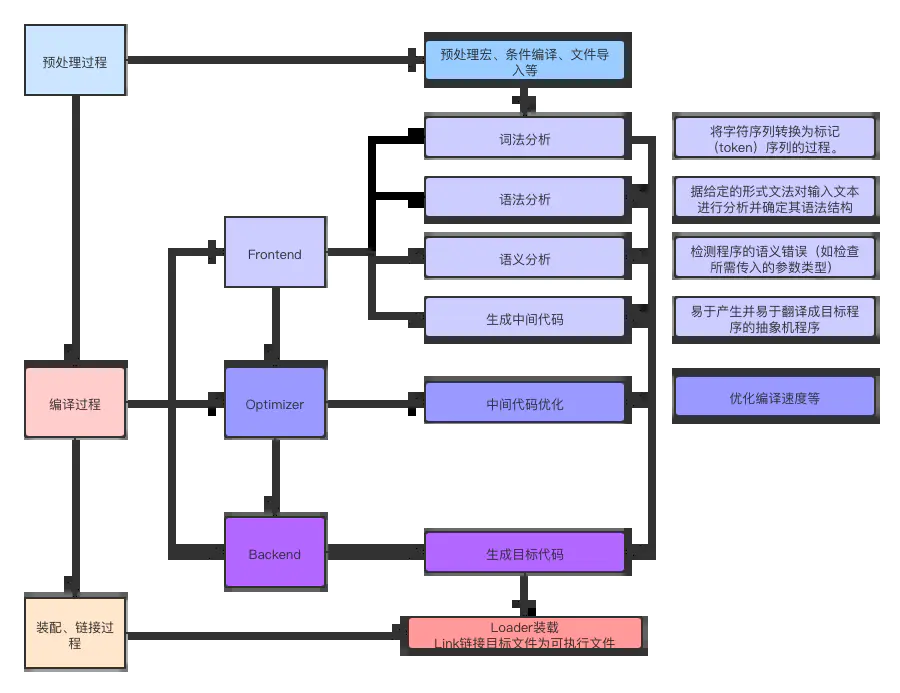 预处理过程
预处理宏、条件编译、文件导
入等
词法分析
将字符序列转换为标记
（token）序列的过程。
语法分析
据给定的形式文法对输入文本
进行分析并确定其语法结构
Frontend
语义分析
检测程序的语义错误（如检查
所需传入的参数类型）
生成中间代码
易于产生并易于翻译成目标程
序的抽象机程序
编译过程
Optimizer
中间代码优化
优化编译速度等
Backend
生成目标代码
装配、链接过
程
Loader装载
Link链接目标文件为可执行文件